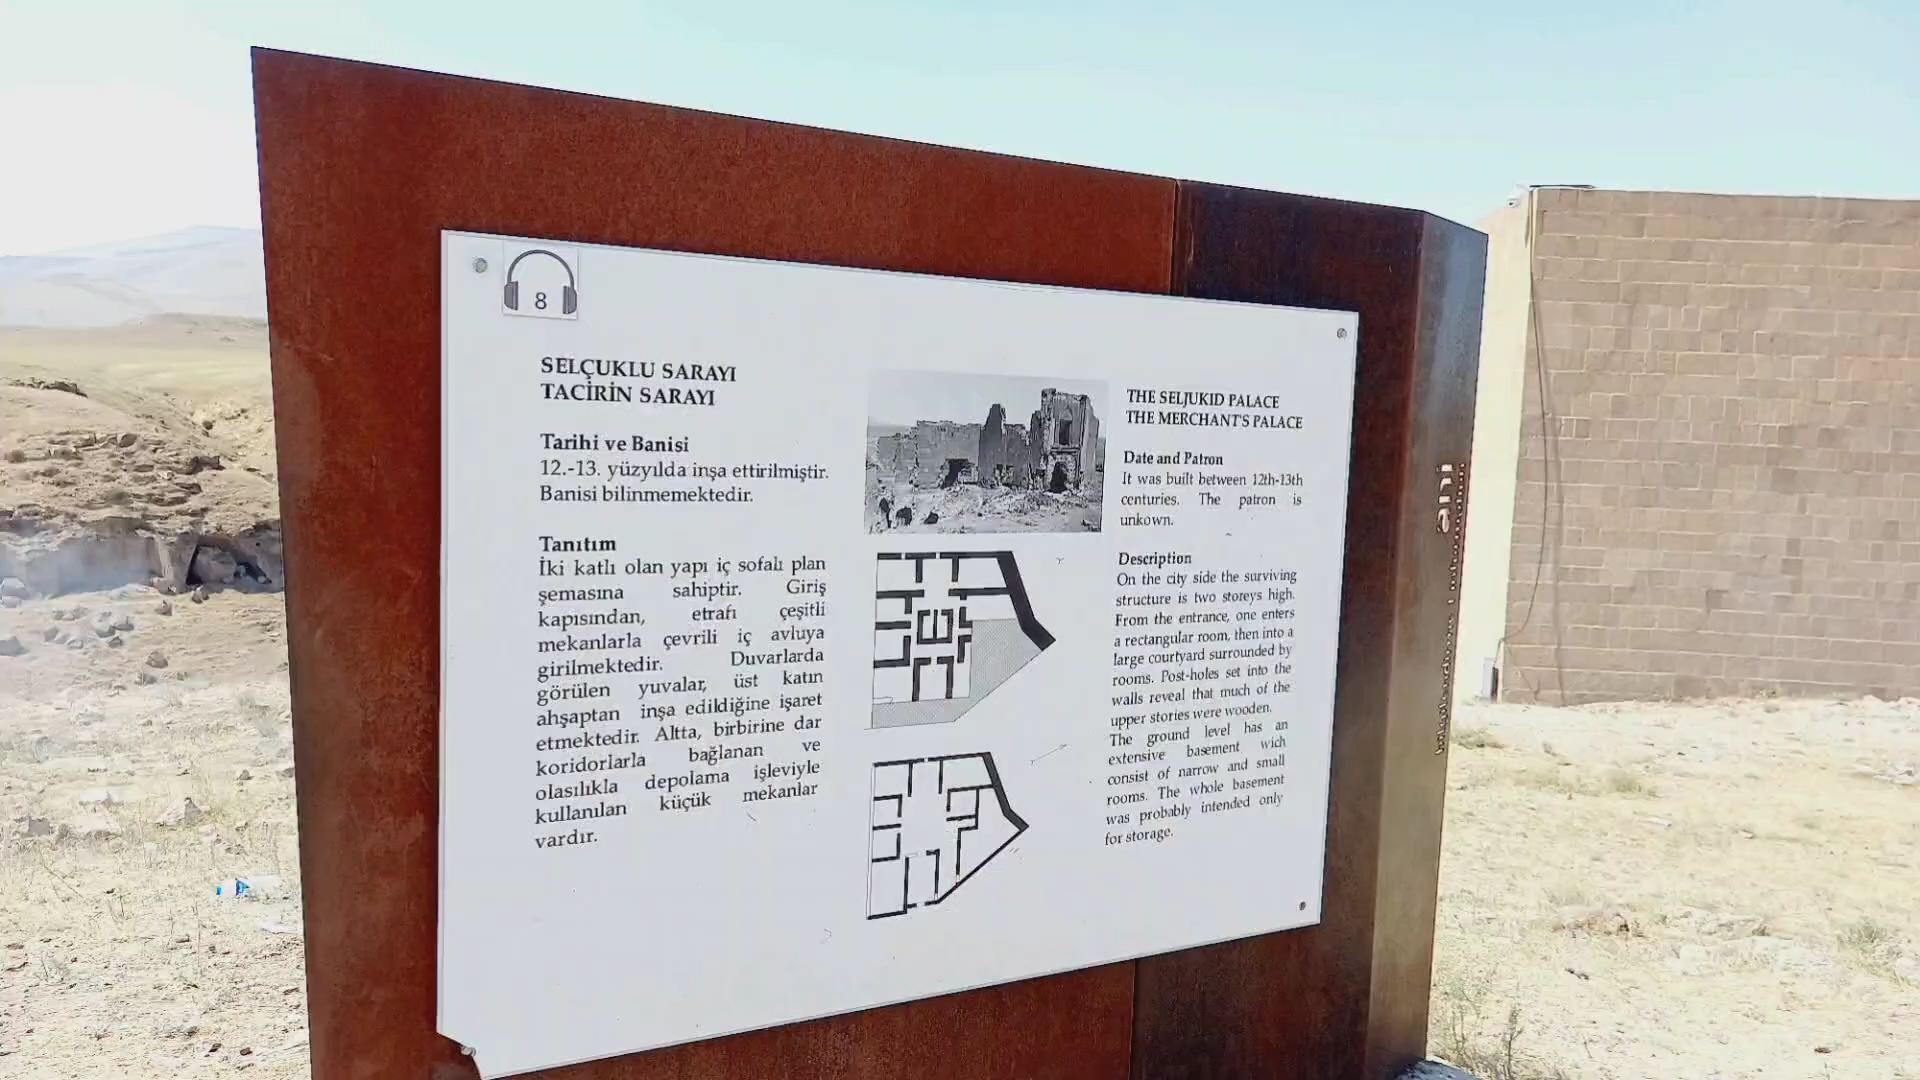 8
SELÇUKLU SARAYI
TACİRİN SARAYI
Tarihi ve Banisi
12.-13. yüzyılda inşa ettirilmiştir.
Banisi bilinmemektedir.
Tanıtım
İki katlı olan yapı iç sofalı plan
şemasına sahiptir. Giriş
kapısından, etrafı çeşitli
mekanlarla çevrili iç avluya
girilmektedir. Duvarlarda
görülen yuvalar, üst katın
ahşaptan inşa edildiğine işaret
etmektedir. Altta, birbirine dar
koridorlarla bağlanan ve
olasılıkla depolama işleviyle
kullanılan küçük mekanlar
vardır.
THE SELJUKID PALACE
THE MERCHANT'S PALACE
Date and Patron
It was built between 12th-13th
centuries. The patron is
unkown.
Description
On the city side the surviving
structure is two storeys high.
From the entrance, one enters
a rectangular room, then into a
large courtyard surrounded by
rooms. Post-holes set into the
walls reveal that much of the
upper stories were wooden.
The ground level has an
extensive basement wich
consist of narrow and small
rooms. The whole basement
was probably intended only
for storage.
ani